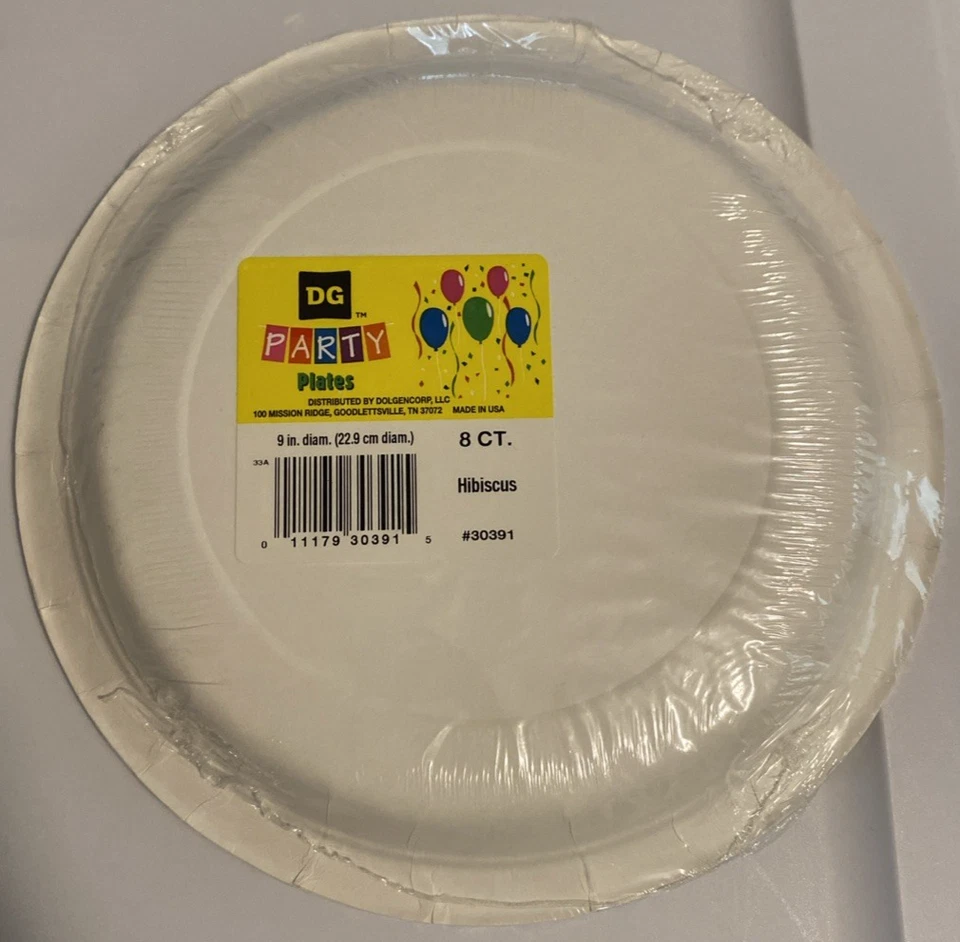 DG TM
PARTY
Plates
DISTRIBUTED BY DOLGENCORP, LLC
100 MISSION RIDGE, GOODLETTSVILLE, TN 37072 MADE IN USA
9 in. diam. (22.9 cm diam.) 8 CT.
33A
Hibiscus
#30391
0 11179 30391 5